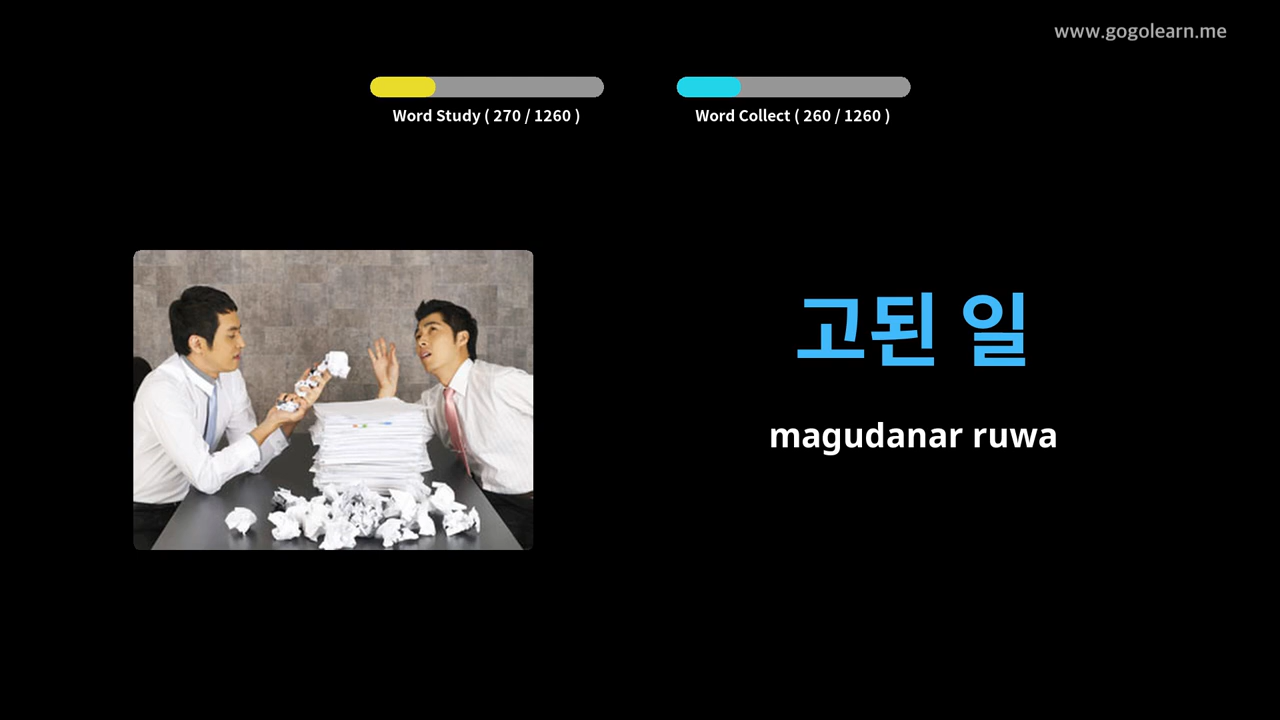 www.gogolearn.me
Word Study ( 270 / 1260 )
Word Collect ( 260 / 1260 )
고된 일
magudanar ruwa